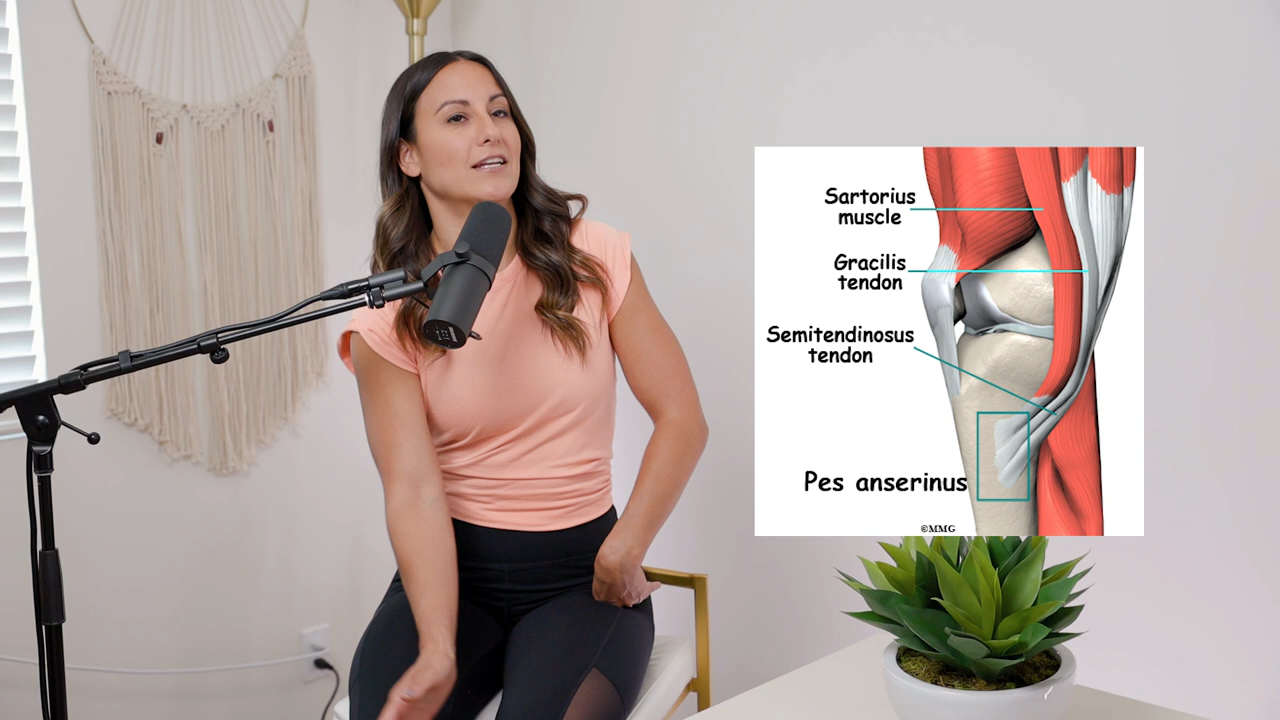 Sartorius
muscle
Gracilis
tendon
Semitendinosus
tendon
Pes anserinus
©MMG